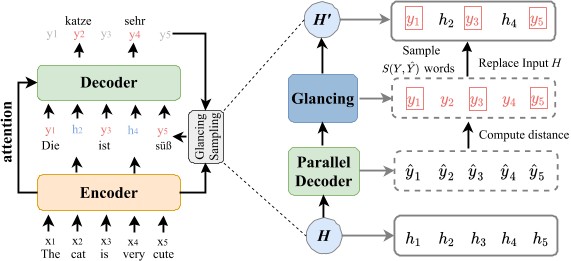 katze sehr
y1 y2 y3 y4 y5
Decoder
attention
y1 h2 y3 h4 y5
Die ist süß
Glancing
Sampling
Encoder
x1 x2 x3 x4 x5
The cat is very cute
H′
y1 h2 y3 h4 y5
Sample
S(Y, Ŷ) words
Replace Input H
Glancing
y1 y2 y3 y4 y5
Compute distance
Parallel
Decoder
ŷ1 ŷ2 ŷ3 ŷ4 ŷ5
H
h1 h2 h3 h4 h5